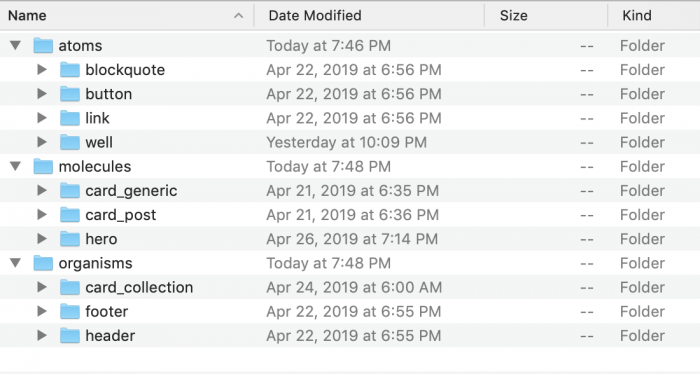 Name Date Modified Size Kind
atoms Today at 7:46 PM -- Folder
blockquote Apr 22, 2019 at 6:56 PM -- Folder
button Apr 22, 2019 at 6:56 PM -- Folder
link Apr 22, 2019 at 6:56 PM -- Folder
well Yesterday at 10:09 PM -- Folder
molecules Today at 7:48 PM -- Folder
card_generic Apr 21, 2019 at 6:35 PM -- Folder
card_post Apr 21, 2019 at 6:36 PM -- Folder
hero Apr 26, 2019 at 7:14 PM -- Folder
organisms Today at 7:48 PM -- Folder
card_collection Apr 24, 2019 at 6:00 AM -- Folder
footer Apr 22, 2019 at 6:55 PM -- Folder
header Apr 22, 2019 at 6:55 PM -- Folder